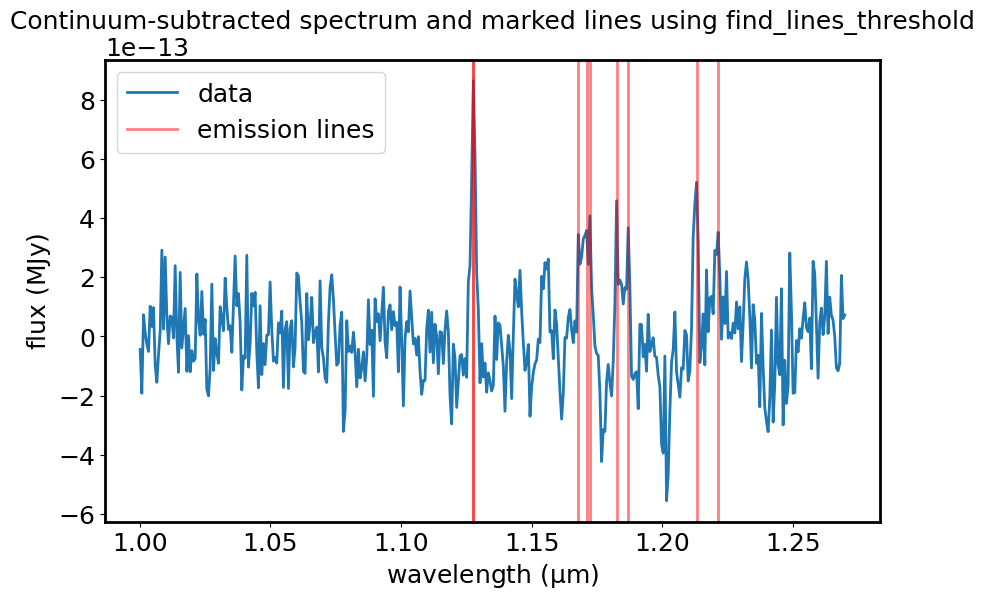 Continuum-subtracted spectrum and marked lines using find_lines_threshold
1e−13
data
emission lines
8
6
4
2
0
−2
−4
−6
flux (MJy)
1.00 1.05 1.10 1.15 1.20 1.25
wavelength (μm)